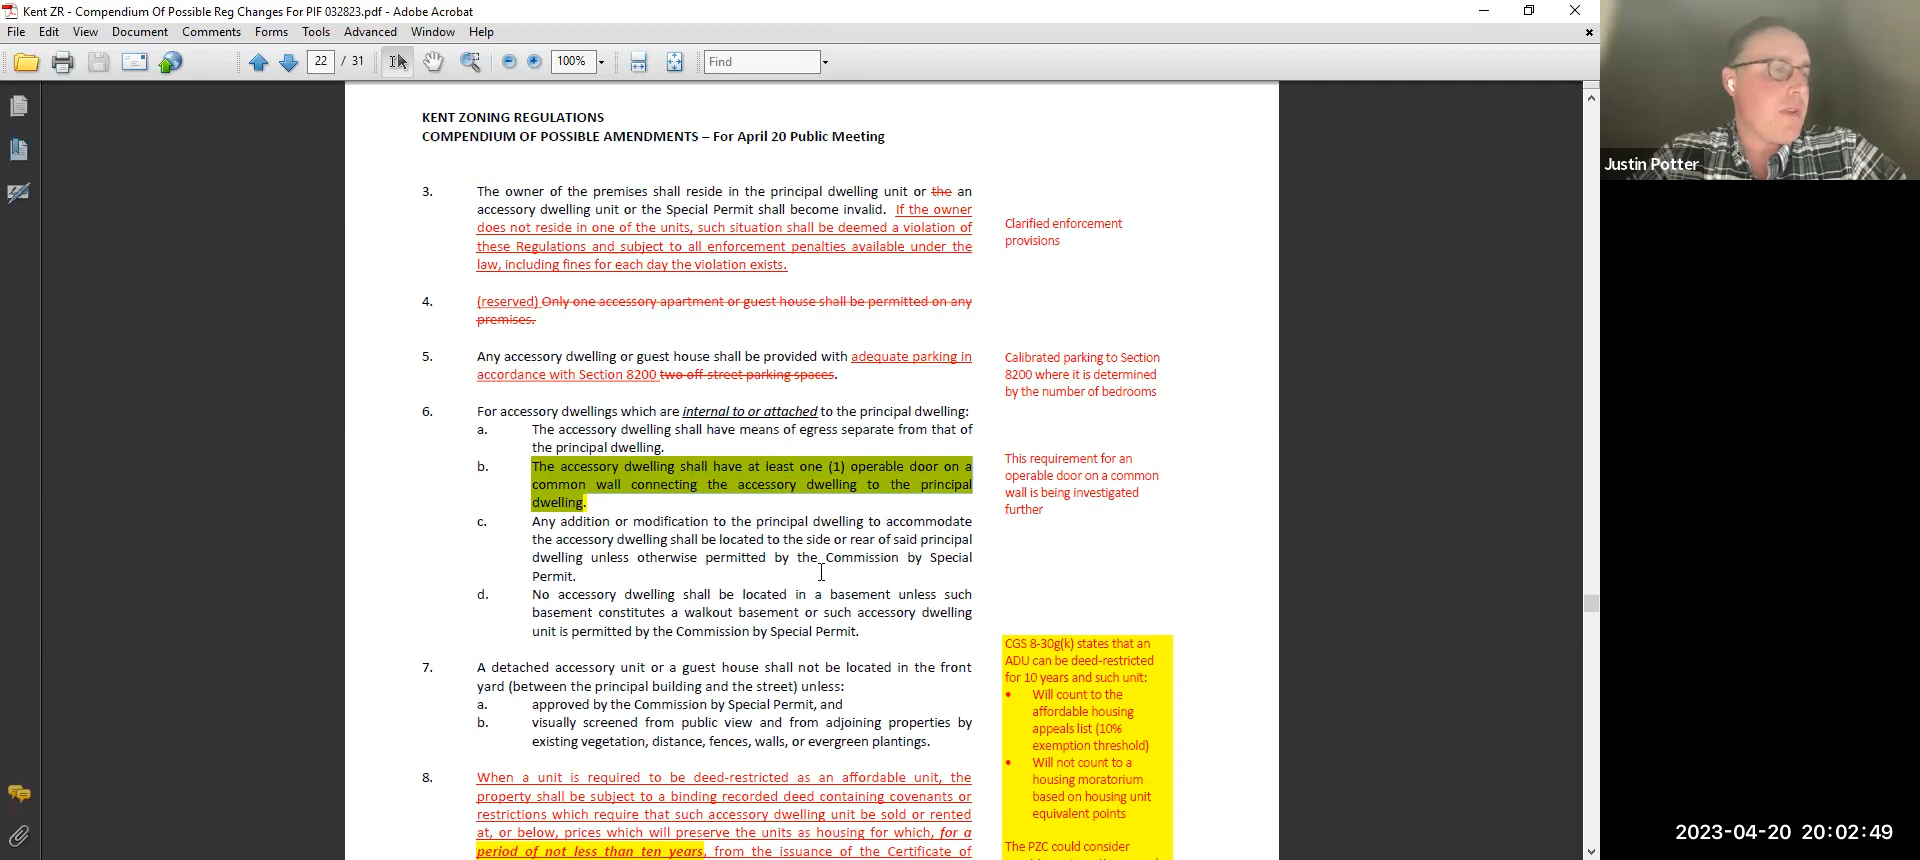 Kent ZR - Compendium Of Possible Reg Changes For PIF 032823.pdf - Adobe Acrobat
File Edit View Document Comments Forms Tools Advanced Window Help
22 / 31 100% Find
KENT ZONING REGULATIONS
COMPENDIUM OF POSSIBLE AMENDMENTS – For April 20 Public Meeting
3. The owner of the premises shall reside in the principal dwelling unit or the an
accessory dwelling unit or the Special Permit shall become invalid. If the owner
does not reside in one of the units, such situation shall be deemed a violation of
these Regulations and subject to all enforcement penalties available under the
law, including fines for each day the violation exists.
Clarified enforcement
provisions
4. (reserved) Only one accessory apartment or guest house shall be permitted on any
premises.
5. Any accessory dwelling or guest house shall be provided with adequate parking in
accordance with Section 8200 two off street parking spaces.
Calibrated parking to Section
8200 where it is determined
by the number of bedrooms
6. For accessory dwellings which are internal to or attached to the principal dwelling:
a. The accessory dwelling shall have means of egress separate from that of
the principal dwelling.
b. The accessory dwelling shall have at least one (1) operable door on a
common wall connecting the accessory dwelling to the principal
dwelling.
This requirement for an
operable door on a common
wall is being investigated
further
c. Any addition or modification to the principal dwelling to accommodate
the accessory dwelling shall be located to the side or rear of said principal
dwelling unless otherwise permitted by the Commission by Special
Permit.
d. No accessory dwelling shall be located in a basement unless such
basement constitutes a walkout basement or such accessory dwelling
unit is permitted by the Commission by Special Permit.
7. A detached accessory unit or a guest house shall not be located in the front
yard (between the principal building and the street) unless:
a. approved by the Commission by Special Permit, and
b. visually screened from public view and from adjoining properties by
existing vegetation, distance, fences, walls, or evergreen plantings.
8. When a unit is required to be deed-restricted as an affordable unit, the
property shall be subject to a binding recorded deed containing covenants or
restrictions which require that such accessory dwelling unit be sold or rented
at, or below, prices which will preserve the units as housing for which, for a
period of not less than ten years, from the issuance of the Certificate of
CGS 8-30g(k) states that an
ADU can be deed-restricted
for 10 years and such unit:
• Will count to the
affordable housing
appeals list (10%
exemption threshold)
• Will not count to a
housing moratorium
based on housing unit
equivalent points
The PZC could consider
Justin Potter
2023-04-20 20:02:49